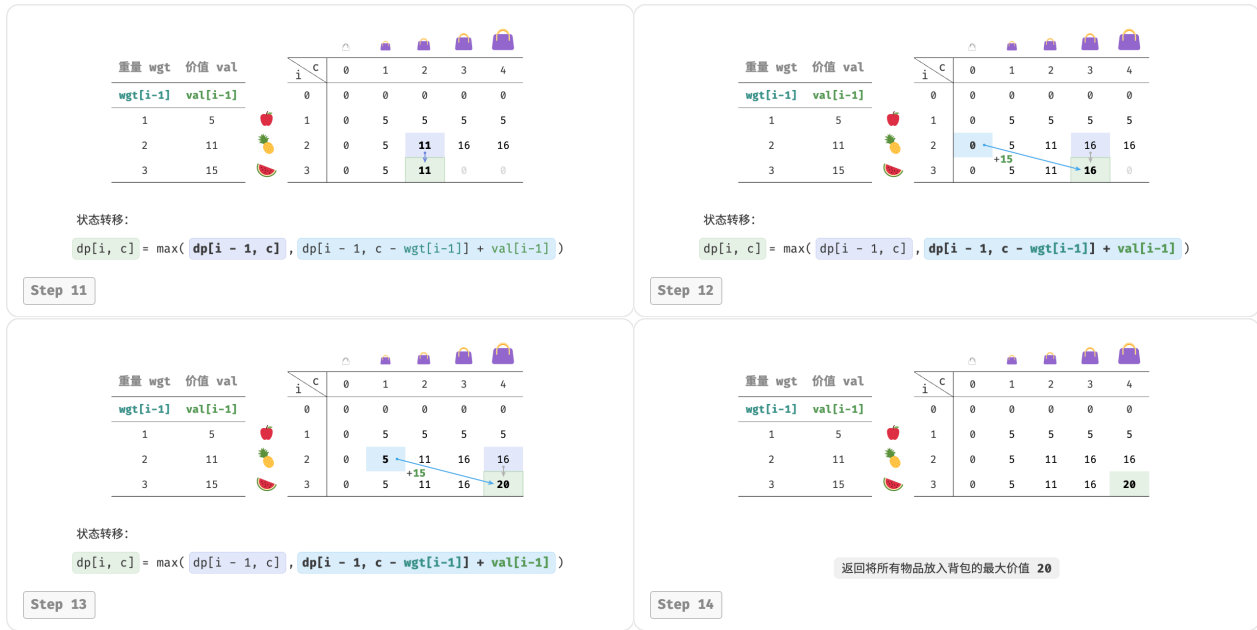 重量 wgt 价值 val
wgt[i-1] val[i-1]
1 5
2 11
3 15
i c 0 1 2 3 4
0 0 0 0 0 0
1 0 5 5 5 5
2 0 5 11 16 16
3 0 5 11 0 0
状态转移：
dp[i, c] = max( dp[i - 1, c] , dp[i - 1, c - wgt[i-1]] + val[i-1] )
Step 11
重量 wgt 价值 val
wgt[i-1] val[i-1]
1 5
2 11
3 15
i c 0 1 2 3 4
0 0 0 0 0 0
1 0 5 5 5 5
2 0 5 11 16 16
+15
3 0 5 11 16 0
状态转移：
dp[i, c] = max( dp[i - 1, c] , dp[i - 1, c - wgt[i-1]] + val[i-1] )
Step 12
重量 wgt 价值 val
wgt[i-1] val[i-1]
1 5
2 11
3 15
i c 0 1 2 3 4
0 0 0 0 0 0
1 0 5 5 5 5
2 0 5 11 16 16
+15
3 0 5 11 16 20
状态转移：
dp[i, c] = max( dp[i - 1, c] , dp[i - 1, c - wgt[i-1]] + val[i-1] )
Step 13
重量 wgt 价值 val
wgt[i-1] val[i-1]
1 5
2 11
3 15
i c 0 1 2 3 4
0 0 0 0 0 0
1 0 5 5 5 5
2 0 5 11 16 16
3 0 5 11 16 20
返回将所有物品放入背包的最大价值 20
Step 14